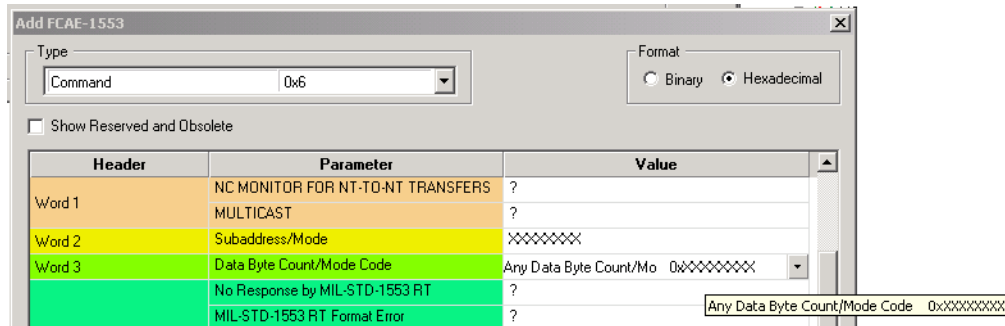 Add FCAE-1553
Type
Command 0x6
Format
Binary Hexadecimal
Show Reserved and Obsolete
Header Parameter Value
Word 1
NC MONITOR FOR NT-TO-NT TRANSFERS ?
MULTICAST ?
Word 2 Subaddress/Mode XXXXXXXX
Word 3 Data Byte Count/Mode Code Any Data Byte Count/Mo 0xXXXXXXXX
No Response by MIL-STD-1553 RT ?
MIL-STD-1553 RT Format Error ?
Any Data Byte Count/Mode Code 0xXXXXXXXX